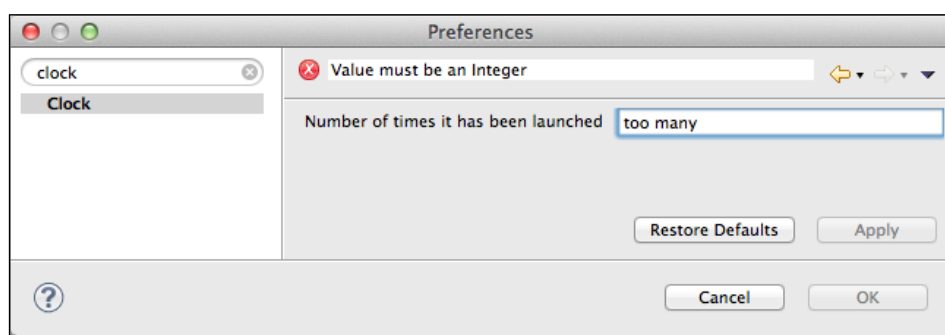 Preferences
clock
Clock
Value must be an Integer
Number of times it has been launched
too many
Restore Defaults
Apply
?
Cancel
OK